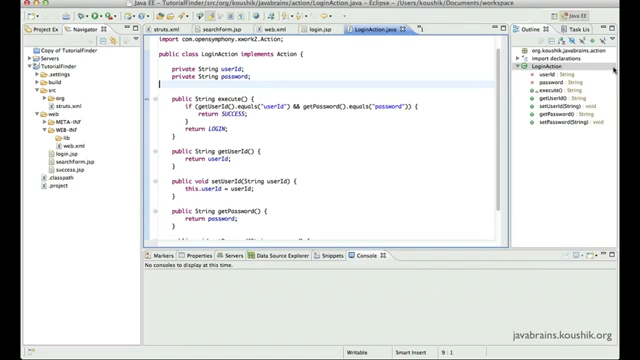 Java EE - TutorialFinder/src/org/koushik/javabrains/action/LoginAction.java - Eclipse - /Users/koushik/Documents/workspace
Java EE
Project Ex
Navigator
Copy of TutorialFinder
Servers
TutorialFinder
.settings
build
src
org
struts.xml
web
META-INF
WEB-INF
lib
web.xml
login.jsp
searchForm.jsp
success.jsp
.classpath
.project
struts.xml
searchForm.jsp
web.xml
login.jsp
LoginAction.java
import com.opensymphony.xwork2.Action;
public class LoginAction implements Action {
private String userId;
private String password;
public String execute() {
if (getUserId().equals("userId") && getPassword().equals("password")) {
return SUCCESS;
}
return LOGIN;
}
public String getUserId() {
return userId;
}
public void setUserId(String userId) {
this.userId = userId;
}
public String getPassword() {
return password;
}
Outline
Task Lis
org.koushik.javabrains.action
import declarations
LoginAction
userId : String
password : String
execute() : String
getUserId() : String
setUserId(String) : void
getPassword() : String
setPassword(String) : void
Markers
Properties
Servers
Data Source Explorer
Snippets
Console
No consoles to display at this time.
Writable
Smart Insert
9 : 1
javabrains.koushik.org